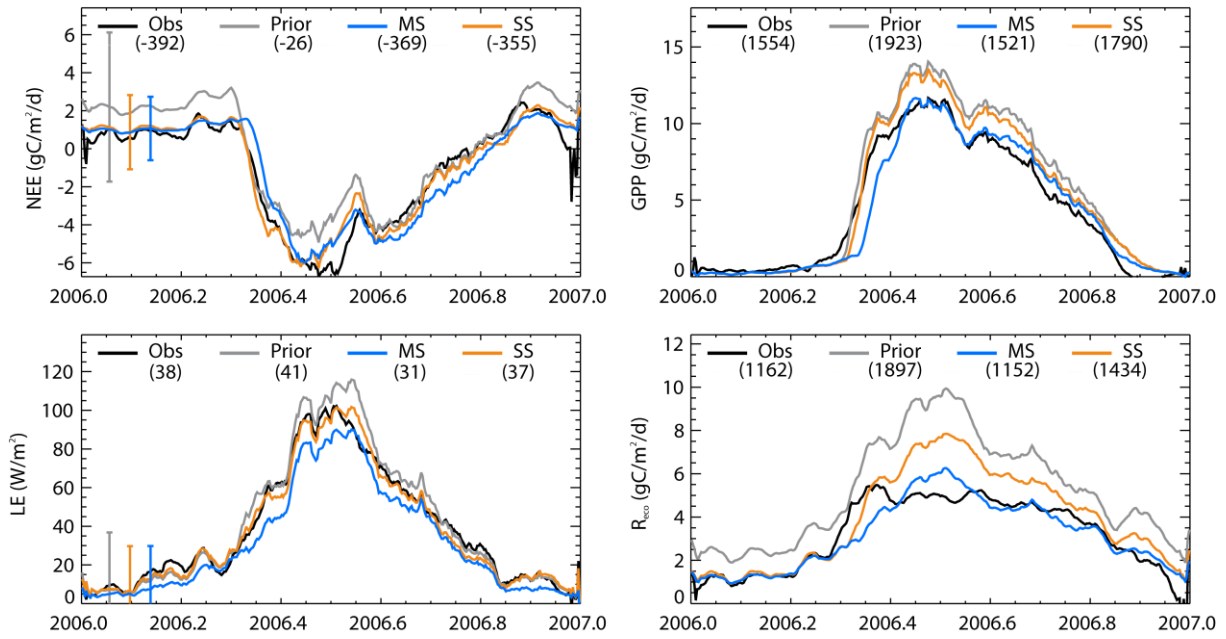 Obs Prior MS SS
(-392) (-26) (-369) (-355)
NEE (gC/m²/d)
6
4
2
0
-2
-4
-6
2006.0 2006.2 2006.4 2006.6 2006.8 2007.0
Obs Prior MS SS
(1554) (1923) (1521) (1790)
GPP (gC/m²/d)
15
10
5
0
2006.0 2006.2 2006.4 2006.6 2006.8 2007.0
Obs Prior MS SS
(38) (41) (31) (37)
LE (W/m²)
120
100
80
60
40
20
0
2006.0 2006.2 2006.4 2006.6 2006.8 2007.0
Obs Prior MS SS
(1162) (1897) (1152) (1434)
Reco (gC/m²/d)
12
10
8
6
4
2
0
2006.0 2006.2 2006.4 2006.6 2006.8 2007.0